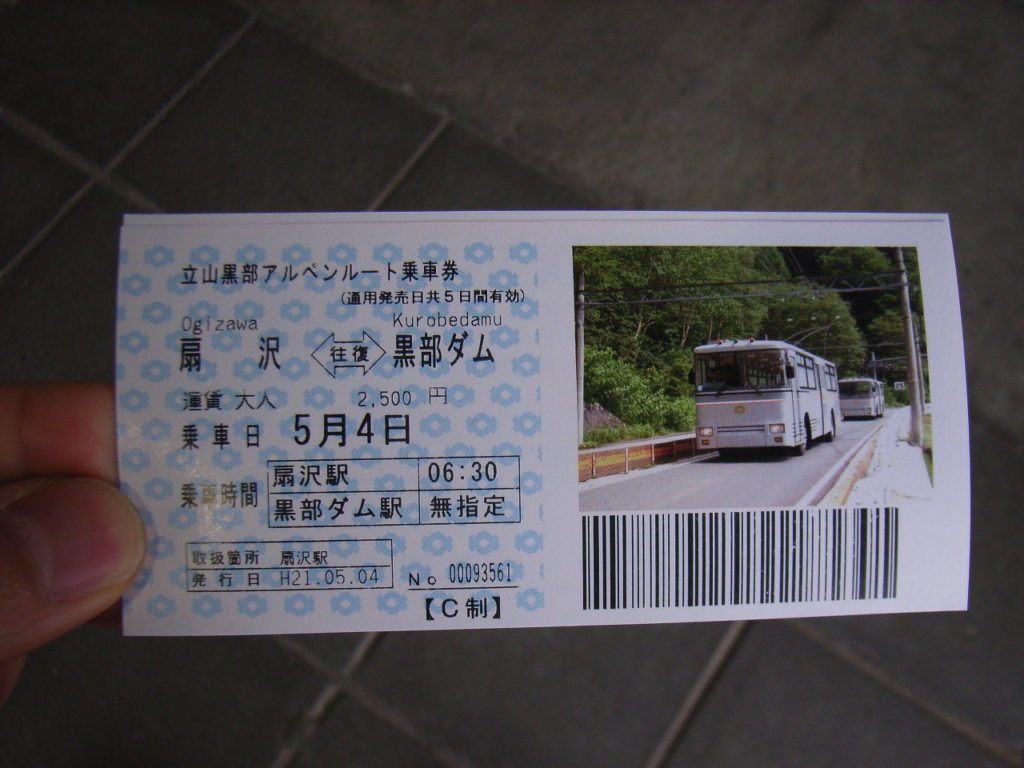 立山黒部アルペンルート乗車券
(通用発売日共5日間有効)
Ogizawa Kurobedamu
扇 沢 往復 黒部ダム
運賃 大人 2,500 円
乗車日 5月4日
乗車時間 扇沢駅 06:30
黒部ダム駅 無指定
取扱箇所 扇沢駅
発行日 H21.05.04 No 00093561
【C制】